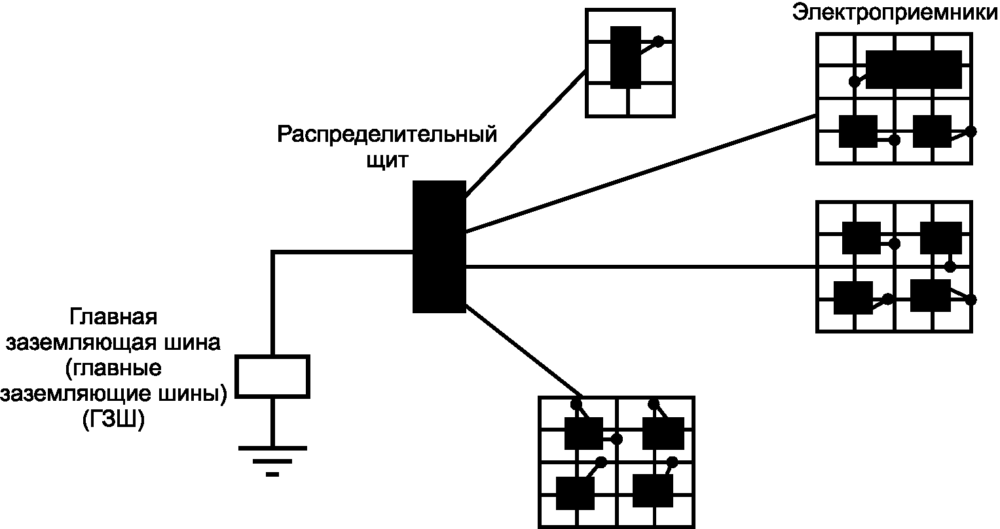 Электроприемники
Распределительный
щит
Главная
заземляющая шина
(главные
заземляющие шины)
(ГЗШ)